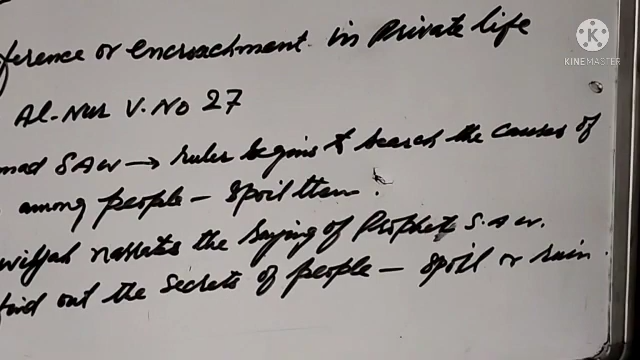 K
KINEMASTER
ference or encroachment in Private life
Al-Nur V.No 27
mad SAW → ruler begins to search the causes of
among people - spoil them.
wiyah narrates the saying of Prophet S.A.W.
find out the secrets of people - spoil or ruin.